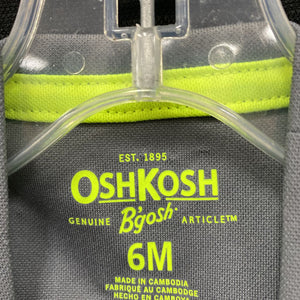 EST. 1895
OSHKOSH
GENUINE B'gosh ARTICLE™
6M
MADE IN CAMBODIA
FABRIQUÉ AU CAMBODGE
HECHO EN CAMBOYA